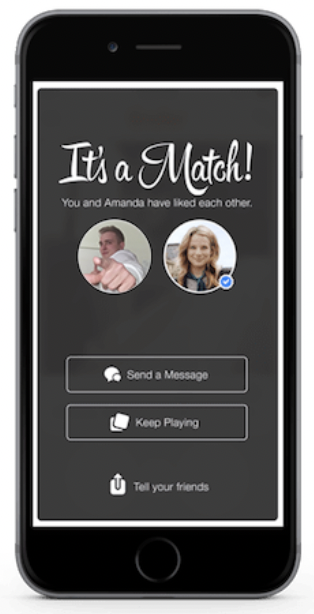 It's a Match!
You and Amanda have liked each other.
Send a Message
Keep Playing
Tell your friends